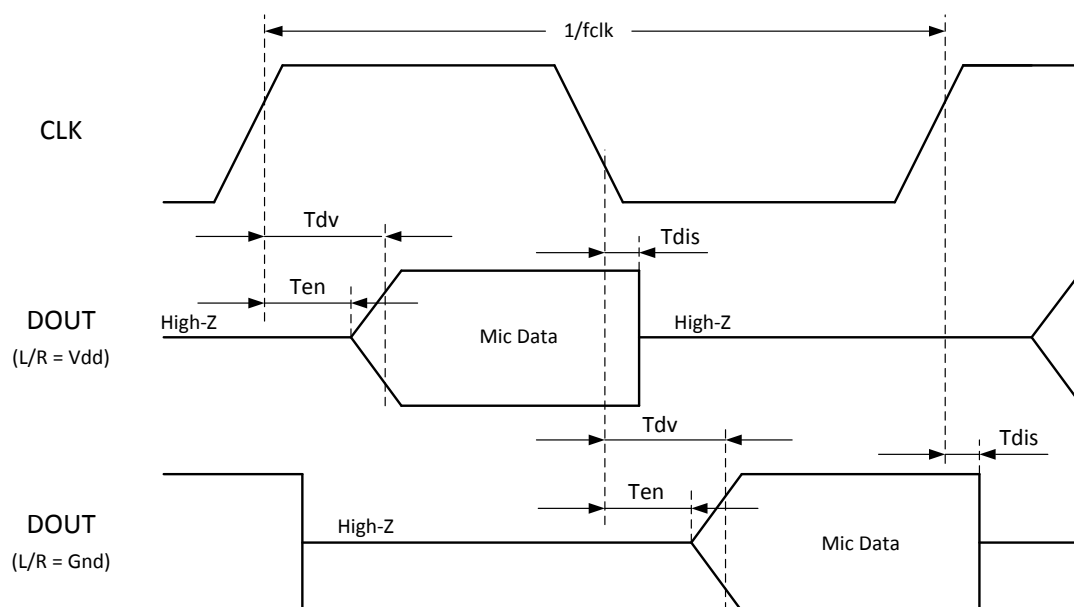 1/fclk
CLK
Tdv
Tdis
Ten
DOUT
(L/R = Vdd)
High-Z
Mic Data
High-Z
Tdv
Tdis
Ten
DOUT
(L/R = Gnd)
High-Z
Mic Data